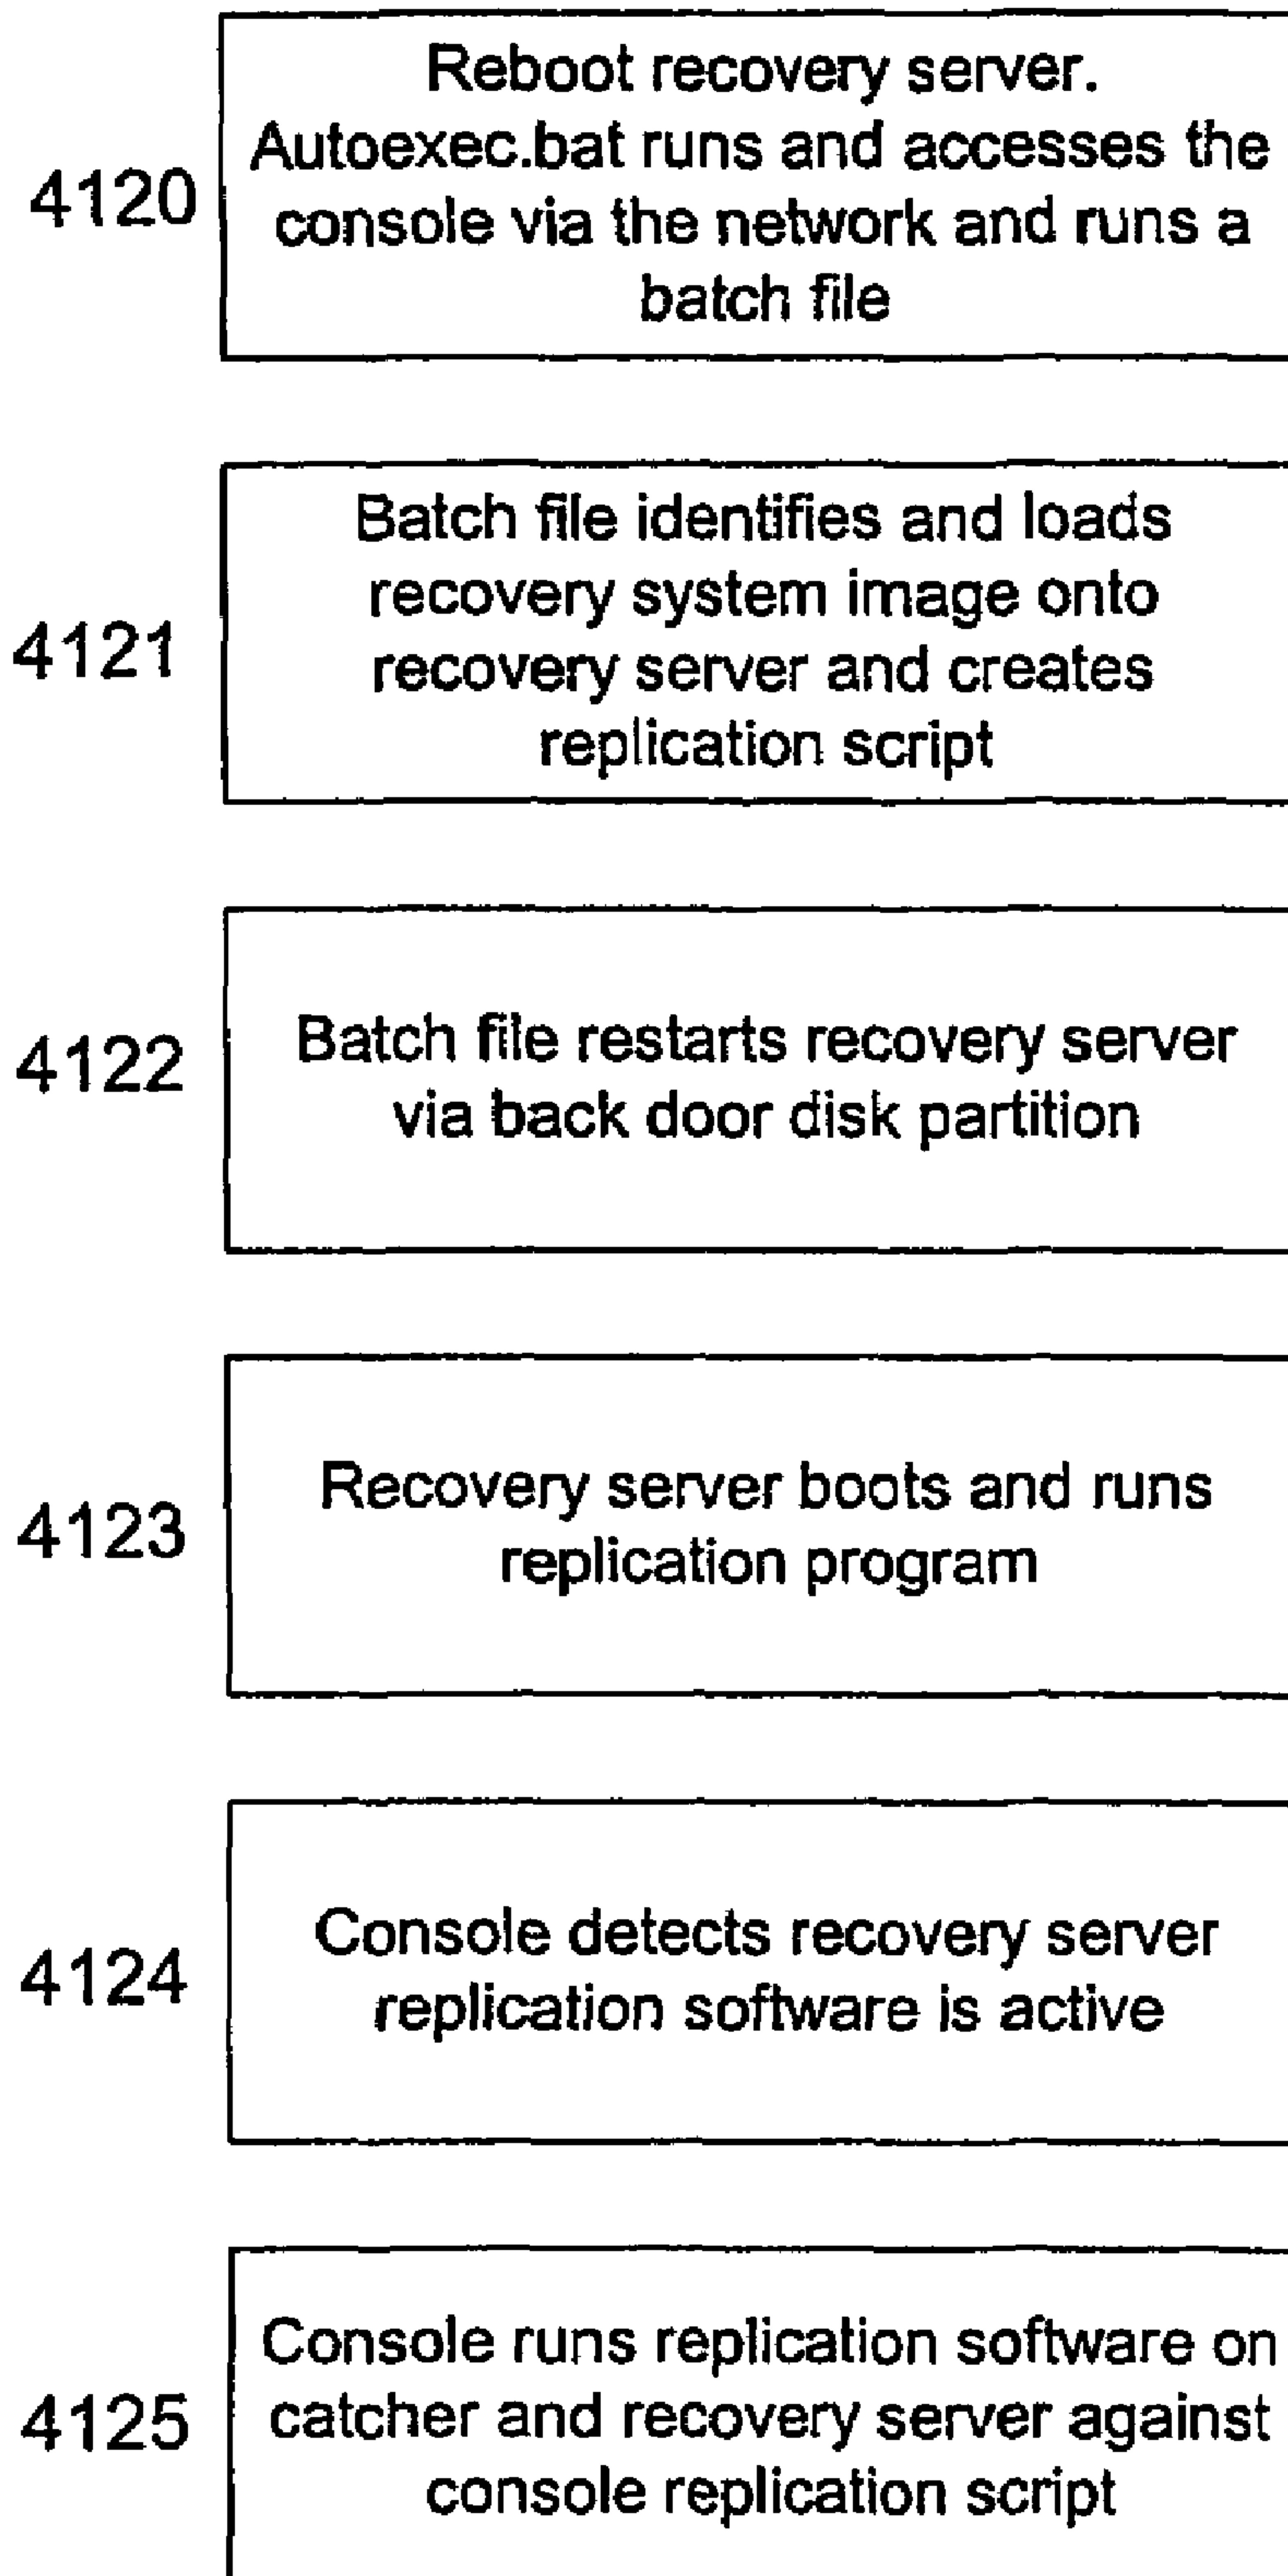 Reboot recovery server.
Autoexec.bat runs and accesses the
4120
console via the network and runs a
batch file
Batch file identifies and loads
recovery system image onto
4121
recovery server and creates
replication script
4122
Batch file restarts recovery server
via back door disk partition
4123
Recovery server boots and runs
replication program
4124
Console detects recovery server
replication software is active
Console runs replication software on
4125
catcher and recovery server against
console replication script